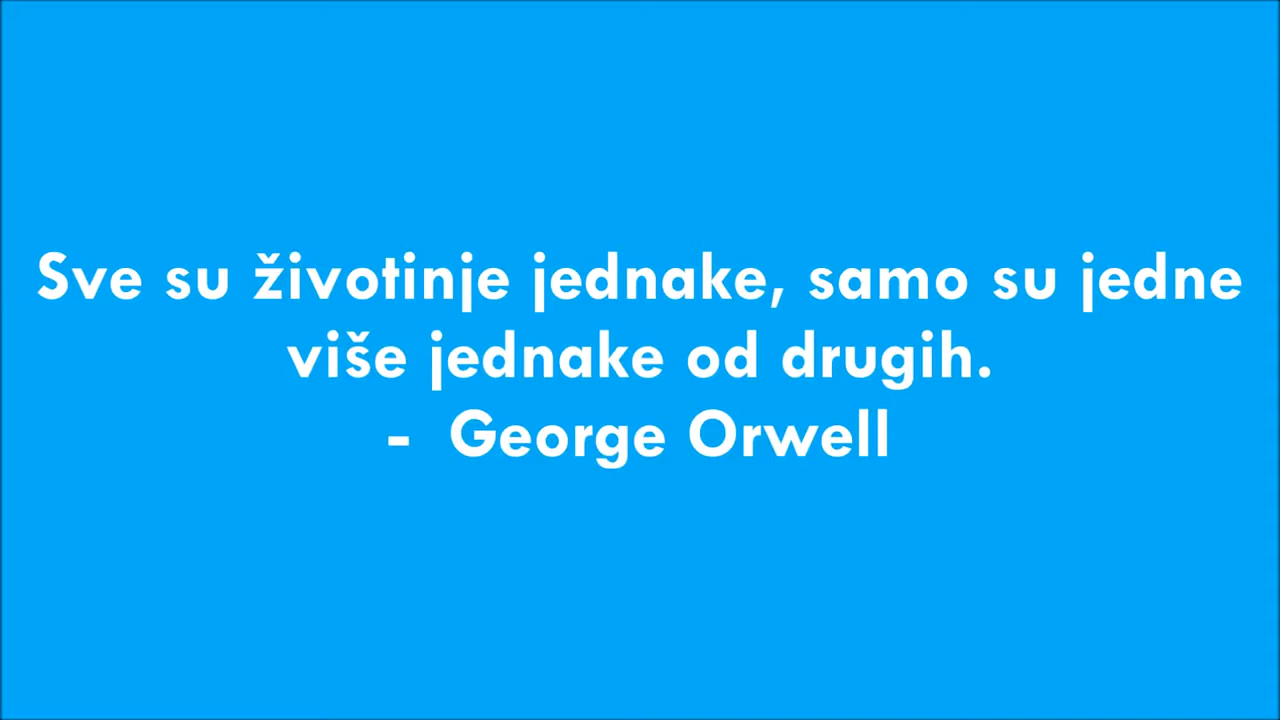 Sve su životinje jednake, samo su jedne
više jednake od drugih.
- George Orwell